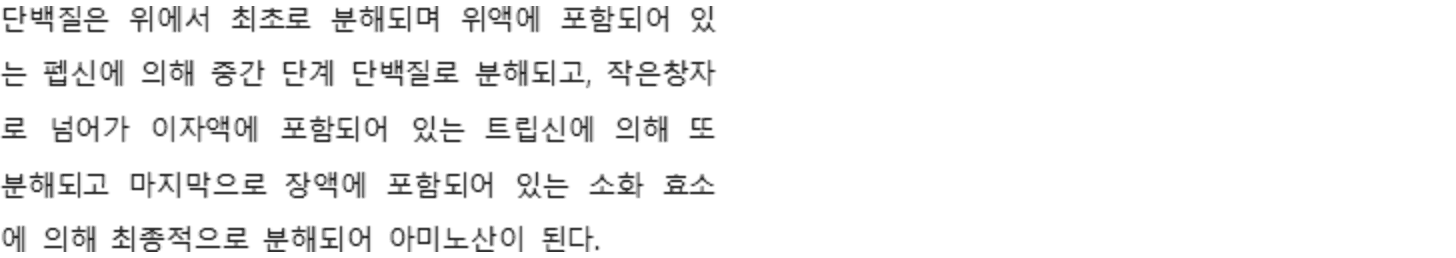 단백질은 위에서 최초로 분해되며 위액에 포함되어 있
는 펩신에 의해 중간 단계 단백질로 분해되고, 작은창자
로 넘어가 이자액에 포함되어 있는 트립신에 의해 또
분해되고 마지막으로 장액에 포함되어 있는 소화 효소
에 의해 최종적으로 분해되어 아미노산이 된다.